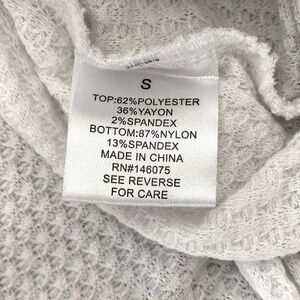 S
TOP:62%POLYESTER
36%YAYON
2%SPANDEX
BOTTOM:87%NYLON
13%SPANDEX
MADE IN CHINA
RN#146075
SEE REVERSE
FOR CARE